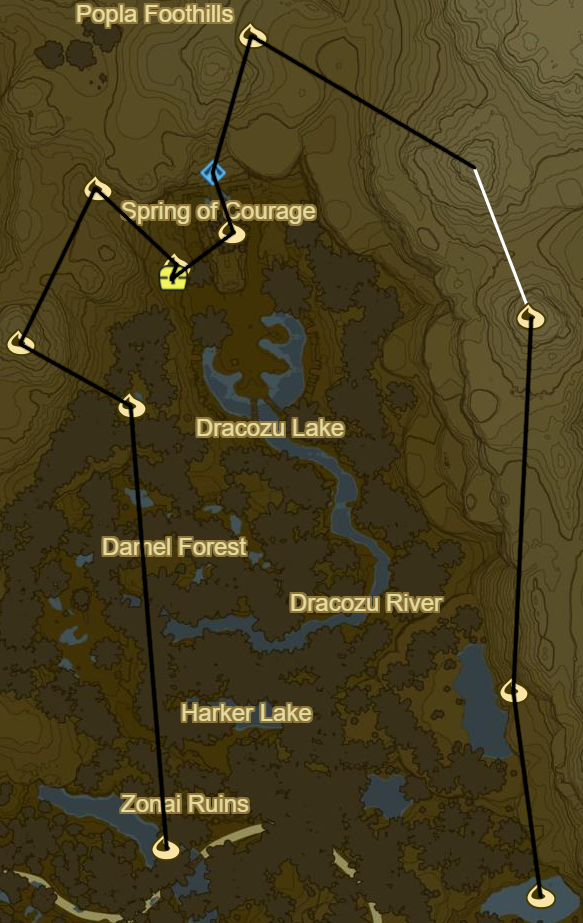 Popla Foothills
Spring of Courage
Dracozu Lake
Damel Forest
Dracozu River
Harker Lake
Zonai Ruins